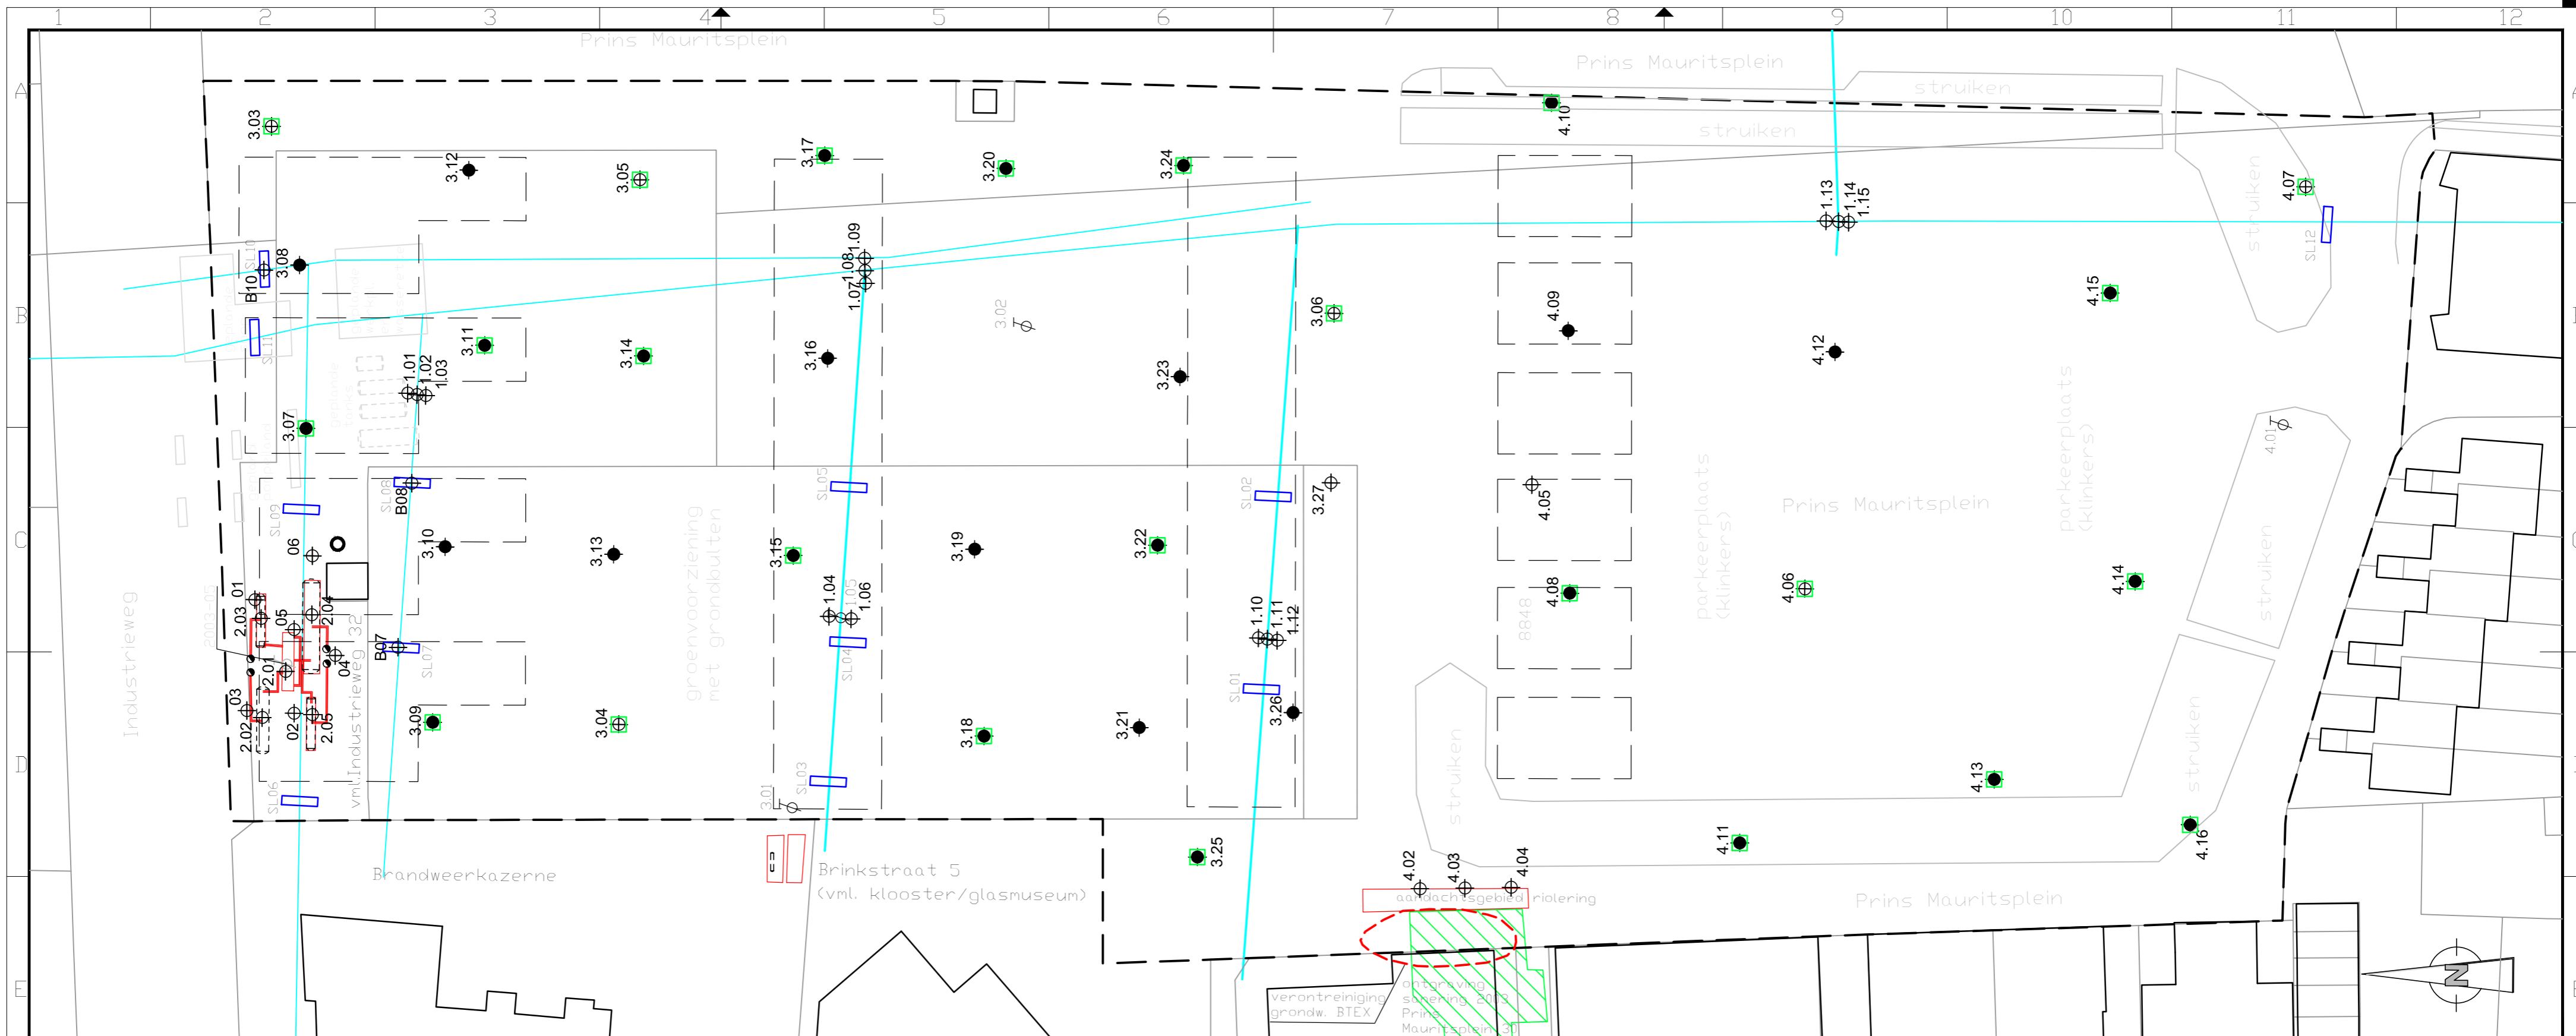 1 2 3 4 5 6 7 8 9 10 11 12
A
B
C
D
E
Prins Mauritsplein
Prins Mauritsplein
struiken
struiken
struiken
3.03
3.12
3.05
3.17
3.20
3.24
4.10
1.13
1.14
1.15
4.07
SL12
SL10
B10
3.08
SL11
1.09
1.08
1.07
3.02
3.06
4.09
4.15
3.11
3.14
3.16
3.23
4.12
1.01
1.02
1.03
3.07
4.01
SL08
B08
SL09
SL05
SL02
3.27
4.05
groenvoorziening
met grondbulten
parkeerplaats
(klinkers)
parkeerplaats
(klinkers)
Prins Mauritsplein
struiken
06
3.10
3.13
3.15
3.19
3.22
4.08
8848
4.06
4.14
Industrieweg
2003-05
01
2.03
05
2.04
1.04
1.05
1.06
1.10
1.11
1.12
vml.Industrieweg 32
B07
SL07
SL04
SL01
04
2.01
03
2.02
02
2.05
3.09
3.04
3.18
3.21
3.26
struiken
struiken
4.13
SL06
SL03
3.01
3.25
4.11
4.16
Brandweerkazerne
Brinkstraat 5
(vml. klooster/glasmuseum)
4.02
4.03
4.04
aandachtsgebied riolering
Prins Mauritsplein
verontreiniging
grondw. BTEX
ontgraving
sanering 2003
Prins
Mauritsplein 30
N